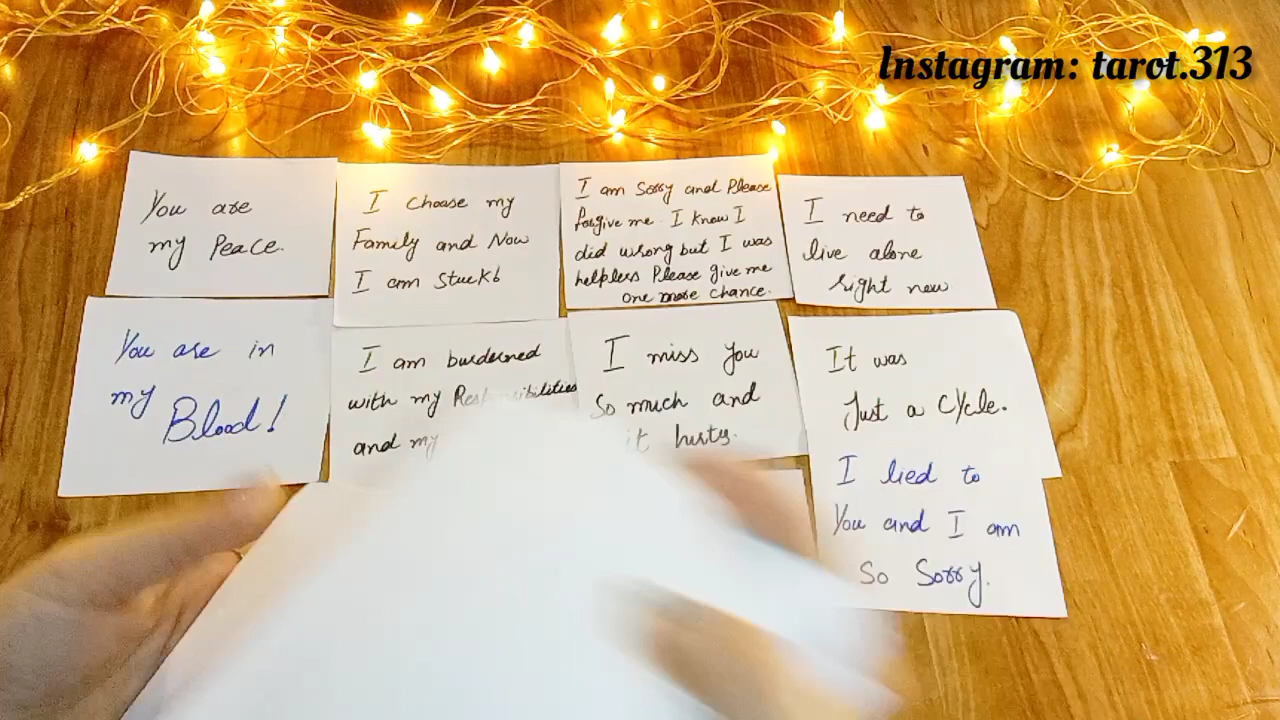 Instagram: tarot.313
You are
my Peace.
I choose my
Family and Now
I am Stuck
I am Sorry and Please
forgive me. I know I
did wrong but I was
helpless Please give me
one more chance.
I need to
live alone
right now
You are in
my
Blood!
I am burdened
with my Responsibilities
and my
I miss you
So much and
it hurts.
It was
Just a Cycle.
I lied to
You and I am
So Sorry.